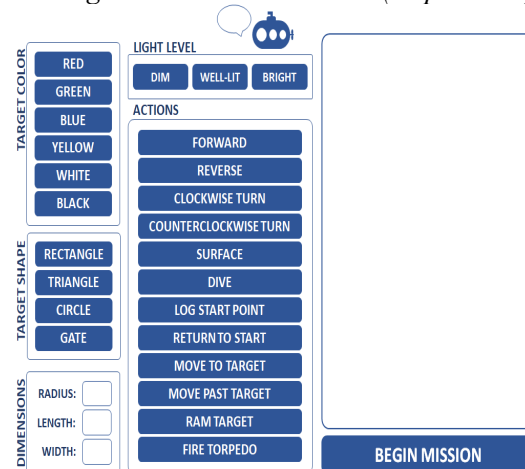 LIGHT LEVEL
DIM
WELL-LIT
BRIGHT
TARGET COLOR
RED
GREEN
BLUE
YELLOW
WHITE
BLACK
TARGET SHAPE
RECTANGLE
TRIANGLE
CIRCLE
GATE
DIMENSIONS
RADIUS:
LENGTH:
WIDTH:
ACTIONS
FORWARD
REVERSE
CLOCKWISE TURN
COUNTERCLOCKWISE TURN
SURFACE
DIVE
LOG START POINT
RETURN TO START
MOVE TO TARGET
MOVE PAST TARGET
RAM TARGET
FIRE TORPEDO
BEGIN MISSION